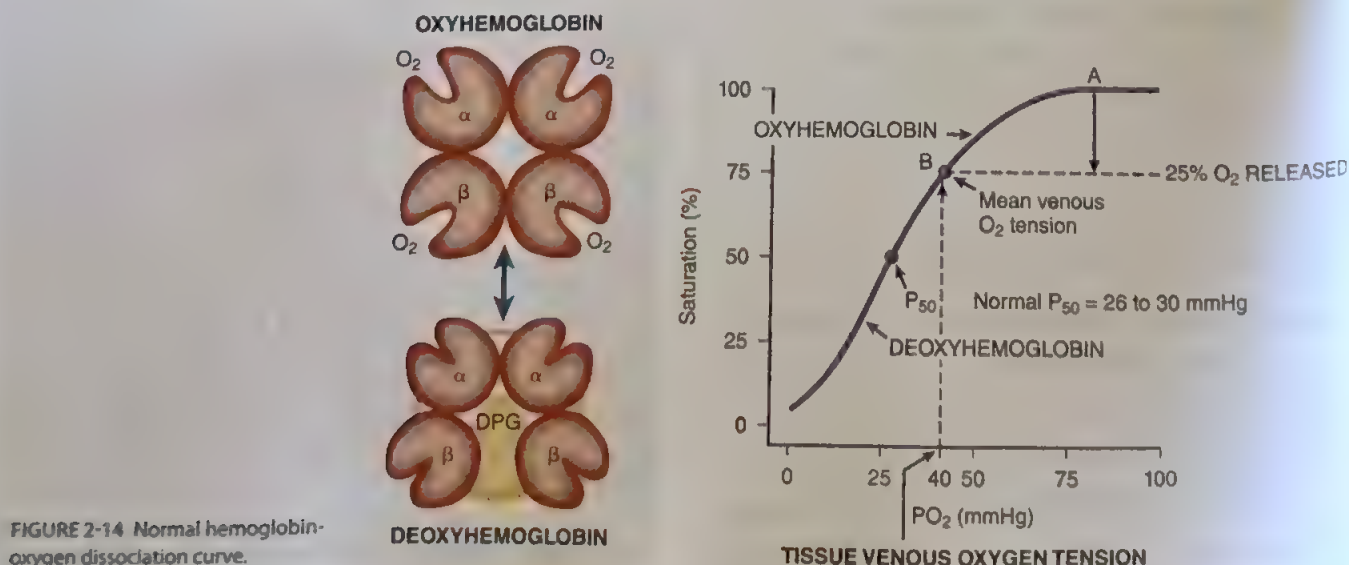 OXYHEMOGLOBIN
O₂ O₂
α α
β β
O₂ O₂
α α
DPG
β β
DEOXYHEMOGLOBIN
FIGURE 2-14 Normal hemoglobin-
oxygen dissociation curve.
Saturation (%)
100
75
50
25
0
A
OXYHEMOGLOBIN
B
25% O₂ RELEASED
Mean venous
O₂ tension
P₅₀
Normal P₅₀ = 26 to 30 mmHg
DEOXYHEMOGLOBIN
0 25 40 50 75 100
PO₂ (mmHg)
TISSUE VENOUS OXYGEN TENSION